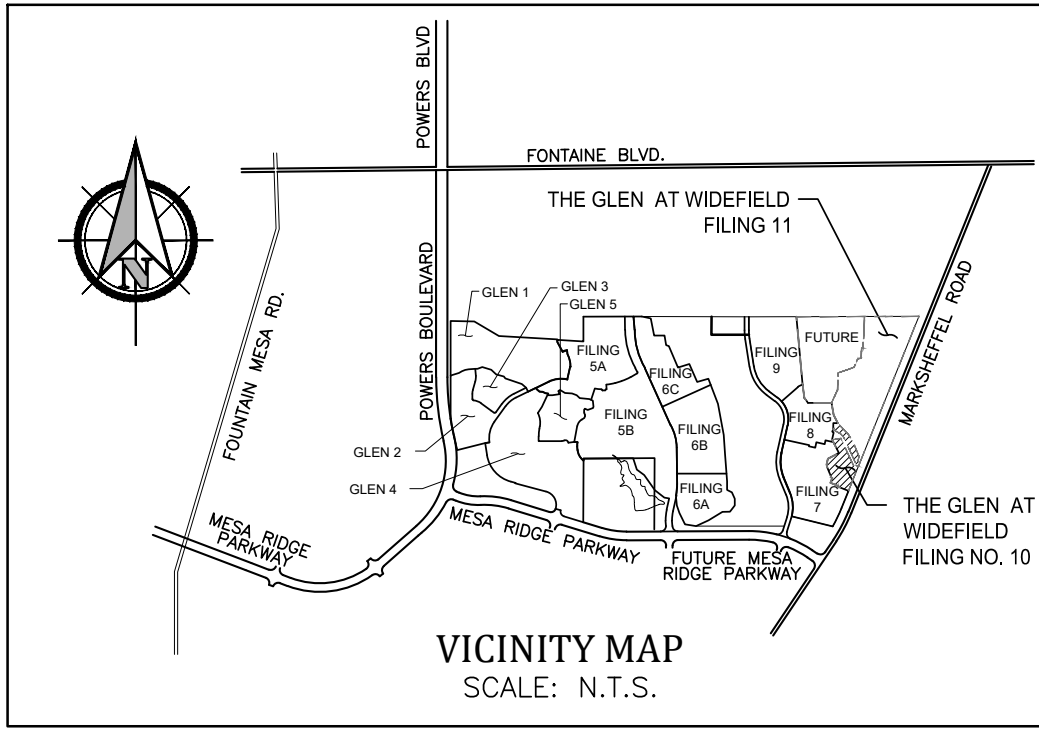 POWERS BLVD
FONTAINE BLVD.
THE GLEN AT WIDEFIELD
FILING 11
N
GLEN 1
GLEN 3
GLEN 5
POWERS BOULEVARD
FOUNTAIN MESA RD.
MARKSHEFFEL ROAD
FILING
5A
FILING
6C
FILING
9
FUTURE
FILING
5B
FILING
6B
FILING
8
GLEN 2
GLEN 4
FILING
6A
FILING
7
THE GLEN AT
WIDEFIELD
FILING NO. 10
MESA RIDGE
PARKWAY
MESA RIDGE PARKWAY
FUTURE MESA
RIDGE PARKWAY
VICINITY MAP
SCALE: N.T.S.